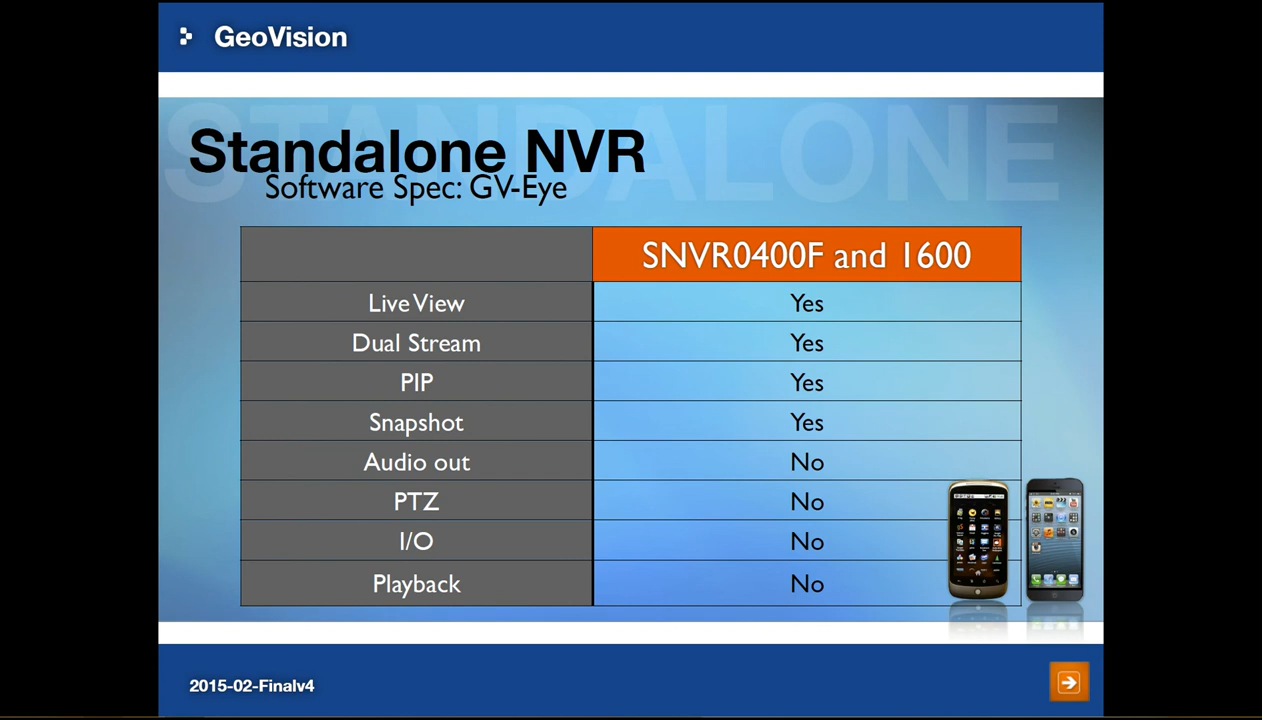 GeoVision
STANDALONE
Standalone NVR
Software Spec: GV-Eye
SNVR0400F and 1600
Live View Yes
Dual Stream Yes
PIP Yes
Snapshot Yes
Audio out No
PTZ No
I/O No
Playback No
2015-02-Finalv4